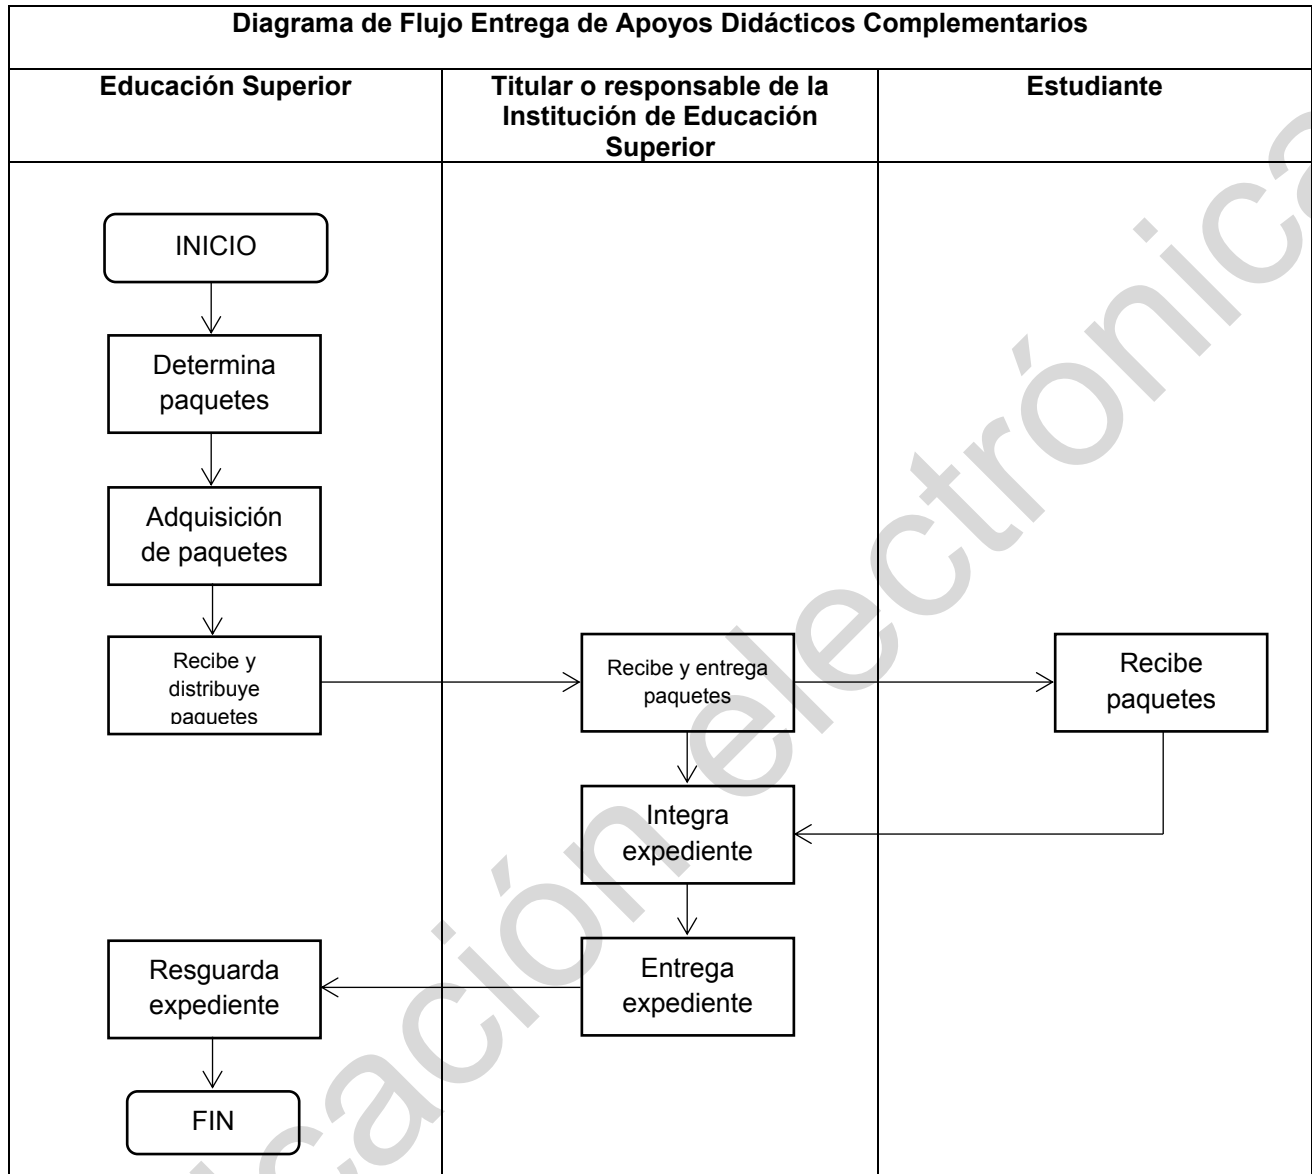 Diagrama de Flujo Entrega de Apoyos Didácticos Complementarios
Educación Superior
Titular o responsable de la
Institución de Educación
Superior
Estudiante
INICIO
Determina
paquetes
Adquisición
de paquetes
Recibe y
distribuye
paquetes
Recibe y entrega
paquetes
Recibe
paquetes
Integra
expediente
Entrega
expediente
Resguarda
expediente
FIN
icación electrónica